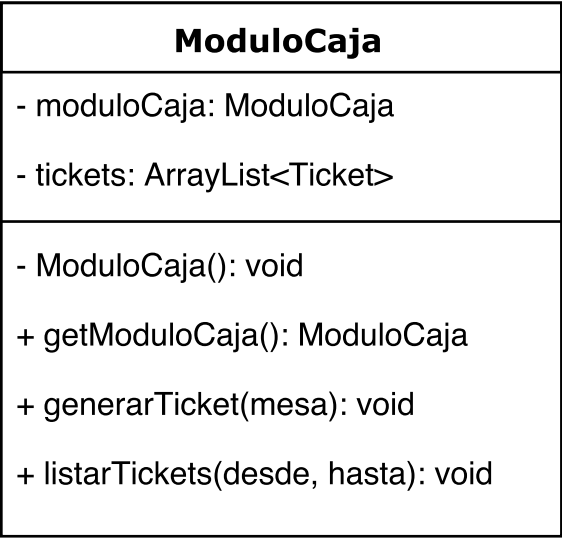 ModuloCaja
- moduloCaja: ModuloCaja
- tickets: ArrayList<Ticket>
- ModuloCaja(): void
+ getModuloCaja(): ModuloCaja
+ generarTicket(mesa): void
+ listarTickets(desde, hasta): void